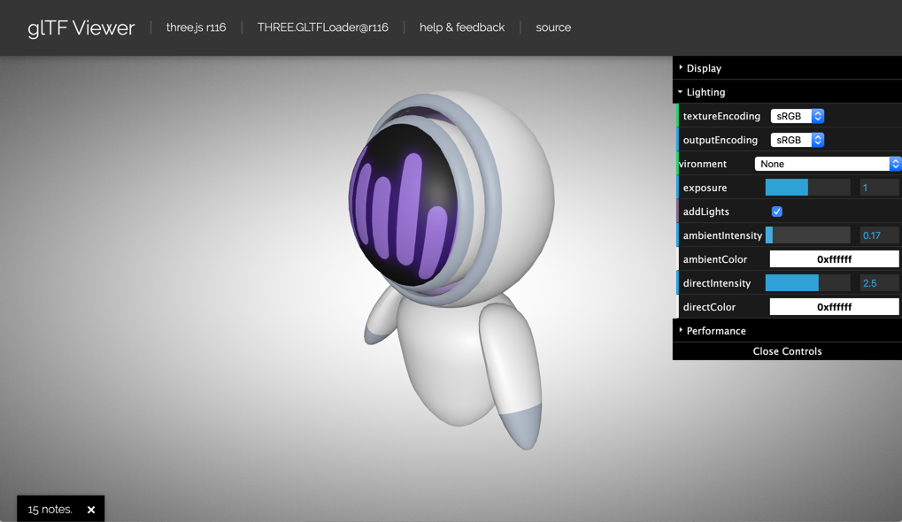 glTF Viewer | three.js r116 | THREE.GLTFLoader@r116 | help & feedback | source
Display
Lighting
textureEncoding sRGB
outputEncoding sRGB
vironment None
exposure 1
addLights
ambientIntensity 0.17
ambientColor 0xffffff
directIntensity 2.5
directColor 0xffffff
Performance
Close Controls
15 notes. ×